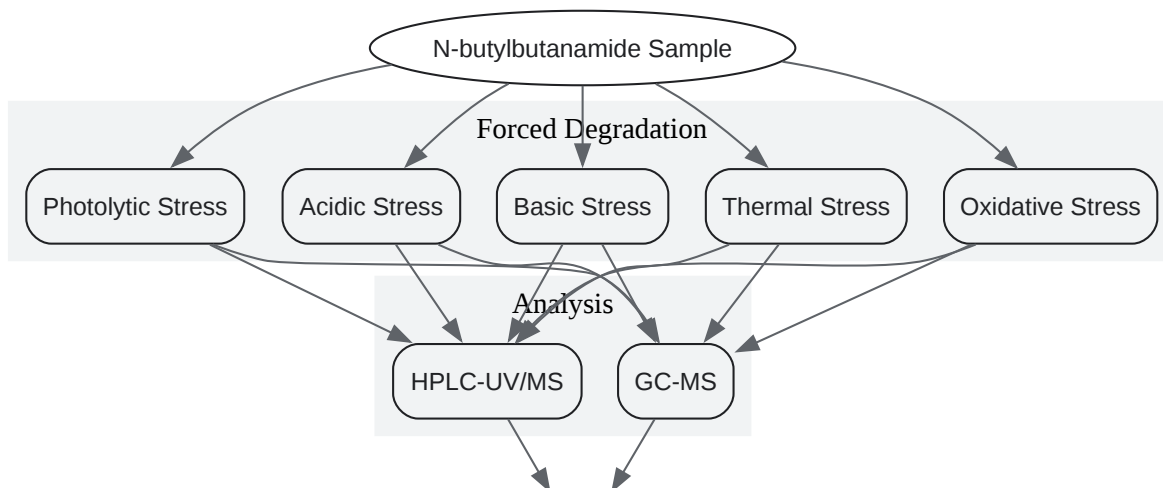 N-butylbutanamide Sample
Forced Degradation
Photolytic Stress
Acidic Stress
Basic Stress
Thermal Stress
Oxidative Stress
Analysis
HPLC-UV/MS
GC-MS